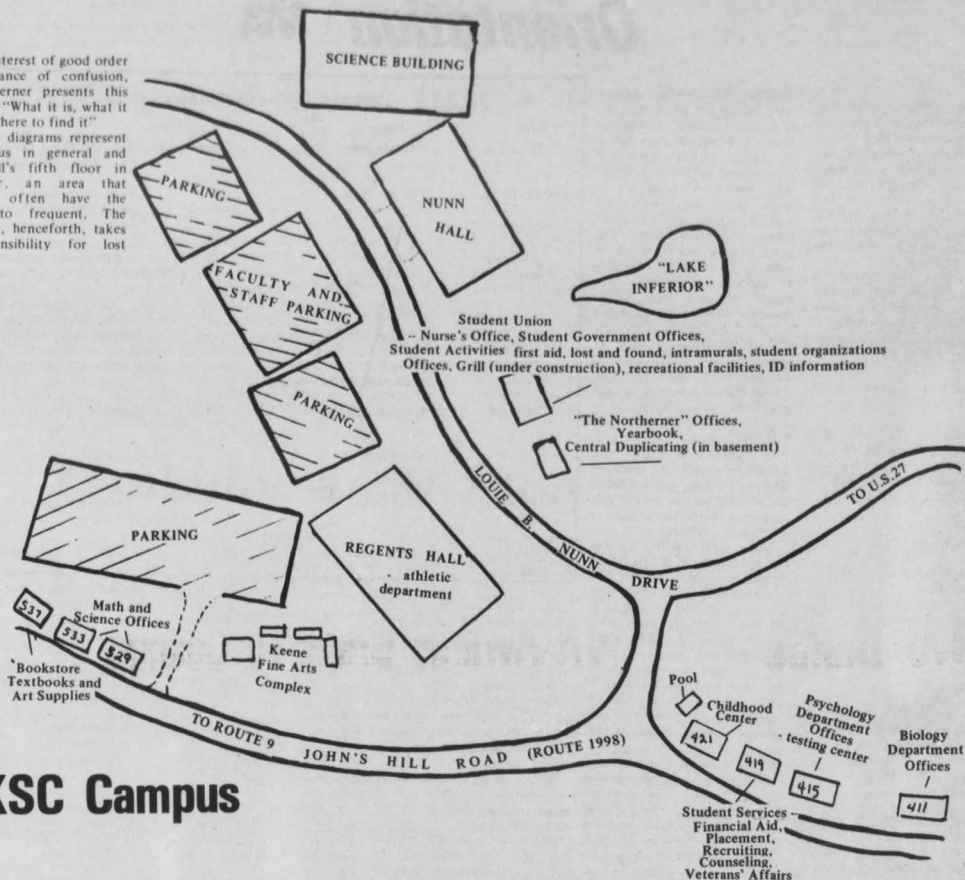 Orientation
terest of good order
ance of confusion,
erner presents this
"What it is, what it
here to find it"
diagrams represent
us in general and
ll's fifth floor in
r, an area that
often have the
to frequent. The
, henceforth, takes
nsibility for lost
SCIENCE BUILDING
NUNN
HALL
PARKING
FACULTY AND
STAFF PARKING
PARKING
"LAKE
INFERIOR"
Student Union
-- Nurse's Office, Student Government Offices,
Student Activities first aid, lost and found, intramurals, student organizations
Offices, Grill (under construction), recreational facilities, ID information
"The Northerner" Offices,
Yearbook,
Central Duplicating (in basement)
LOUIE B. NUNN DRIVE
TO U.S.27
PARKING
REGENTS HALL
- athletic
department
537
533
529
Math and
Science Offices
Bookstore
Textbooks and
Art Supplies
Keene
Fine Arts
Complex
TO ROUTE 9 JOHN'S HILL ROAD (ROUTE 1998)
Pool
Childhood
Center
421
419
Psychology
Department
Offices
- testing center
415
Biology
Department
Offices
411
Student Services --
Financial Aid,
Placement,
Recruiting,
Counseling,
Veterans' Affairs
KSC Campus